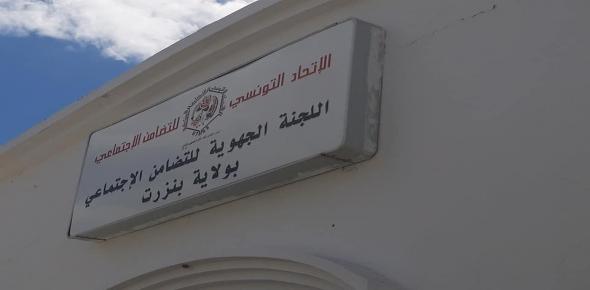 الإتحاد التونسي للتضامن الإجتماعي
اللجنة الجهوية للتضامن الإجتماعي
بولاية بنزرت